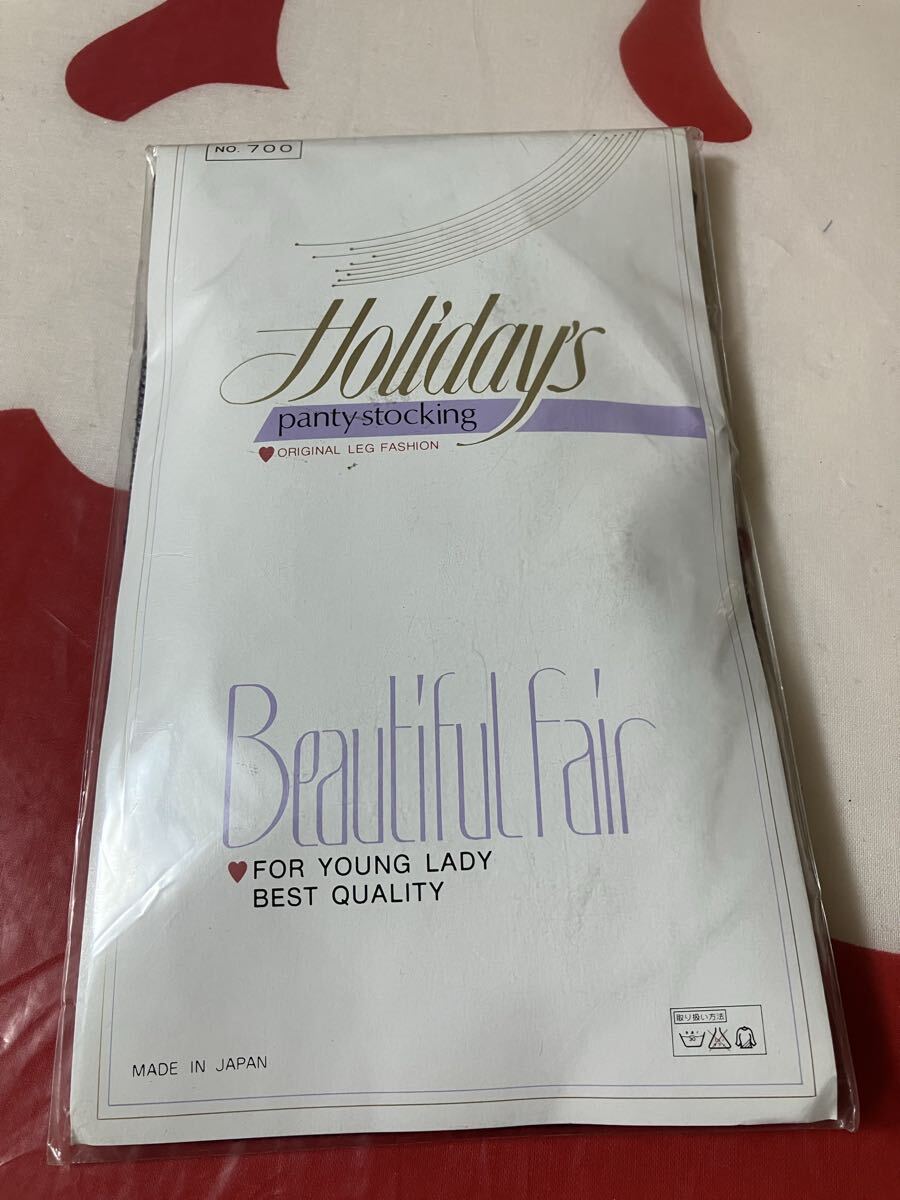 NO. 700
Holiday's
panty-stocking
ORIGINAL LEG FASHION
Beautiful fair
FOR YOUNG LADY
BEST QUALITY
取り扱い方法
30
MADE IN JAPAN